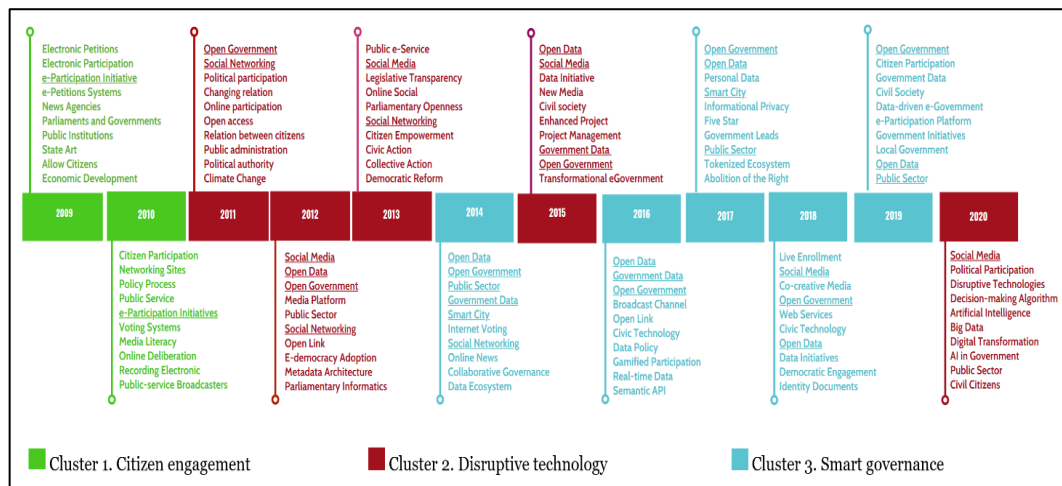 Electronic Petitions
Electronic Participation
e-Participation Initiative
e-Petitions Systems
News Agencies
Parliaments and Governments
Public Institutions
State Art
Allow Citizens
Economic Development
Open Government
Social Networking
Political participation
Changing relation
Online participation
Open access
Relation between citizens
Public administration
Political authority
Climate Change
Public e-Service
Social Media
Legislative Transparency
Online Social
Parliamentary Openness
Social Networking
Citizen Empowerment
Civic Action
Collective Action
Democratic Reform
Open Data
Social Media
Data Initiative
New Media
Civil society
Enhanced Project
Project Management
Government Data
Open Government
Transformational eGovernment
Open Government
Open Data
Personal Data
Smart City
Informational Privacy
Five Star
Government Leads
Public Sector
Tokenized Ecosystem
Abolition of the Right
Open Government
Citizen Participation
Government Data
Civil Society
Data-driven e-Government
e-Participation Platform
Government Initiatives
Local Government
Open Data
Public Sector
2009
2010
2011
2012
2013
2014
2015
2016
2017
2018
2019
2020
Citizen Participation
Networking Sites
Policy Process
Public Service
e-Participation Initiatives
Voting Systems
Media Literacy
Online Deliberation
Recording Electronic
Public-service Broadcasters
Social Media
Open Data
Open Government
Media Platform
Public Sector
Social Networking
Open Link
E-democracy Adoption
Metadata Architecture
Parliamentary Informatics
Open Data
Open Government
Public Sector
Government Data
Smart City
Internet Voting
Social Networking
Online News
Collaborative Governance
Data Ecosystem
Open Data
Government Data
Open Government
Broadcast Channel
Open Link
Civic Technology
Data Policy
Gamified Participation
Real-time Data
Semantic API
Live Enrollment
Social Media
Co-creative Media
Open Government
Web Services
Civic Technology
Open Data
Data Initiatives
Democratic Engagement
Identity Documents
Social Media
Political Participation
Disruptive Technologies
Decision-making Algorithm
Artificial Intelligence
Big Data
Digital Transformation
AI in Government
Public Sector
Civil Citizens
Cluster 1. Citizen engagement
Cluster 2. Disruptive technology
Cluster 3. Smart governance